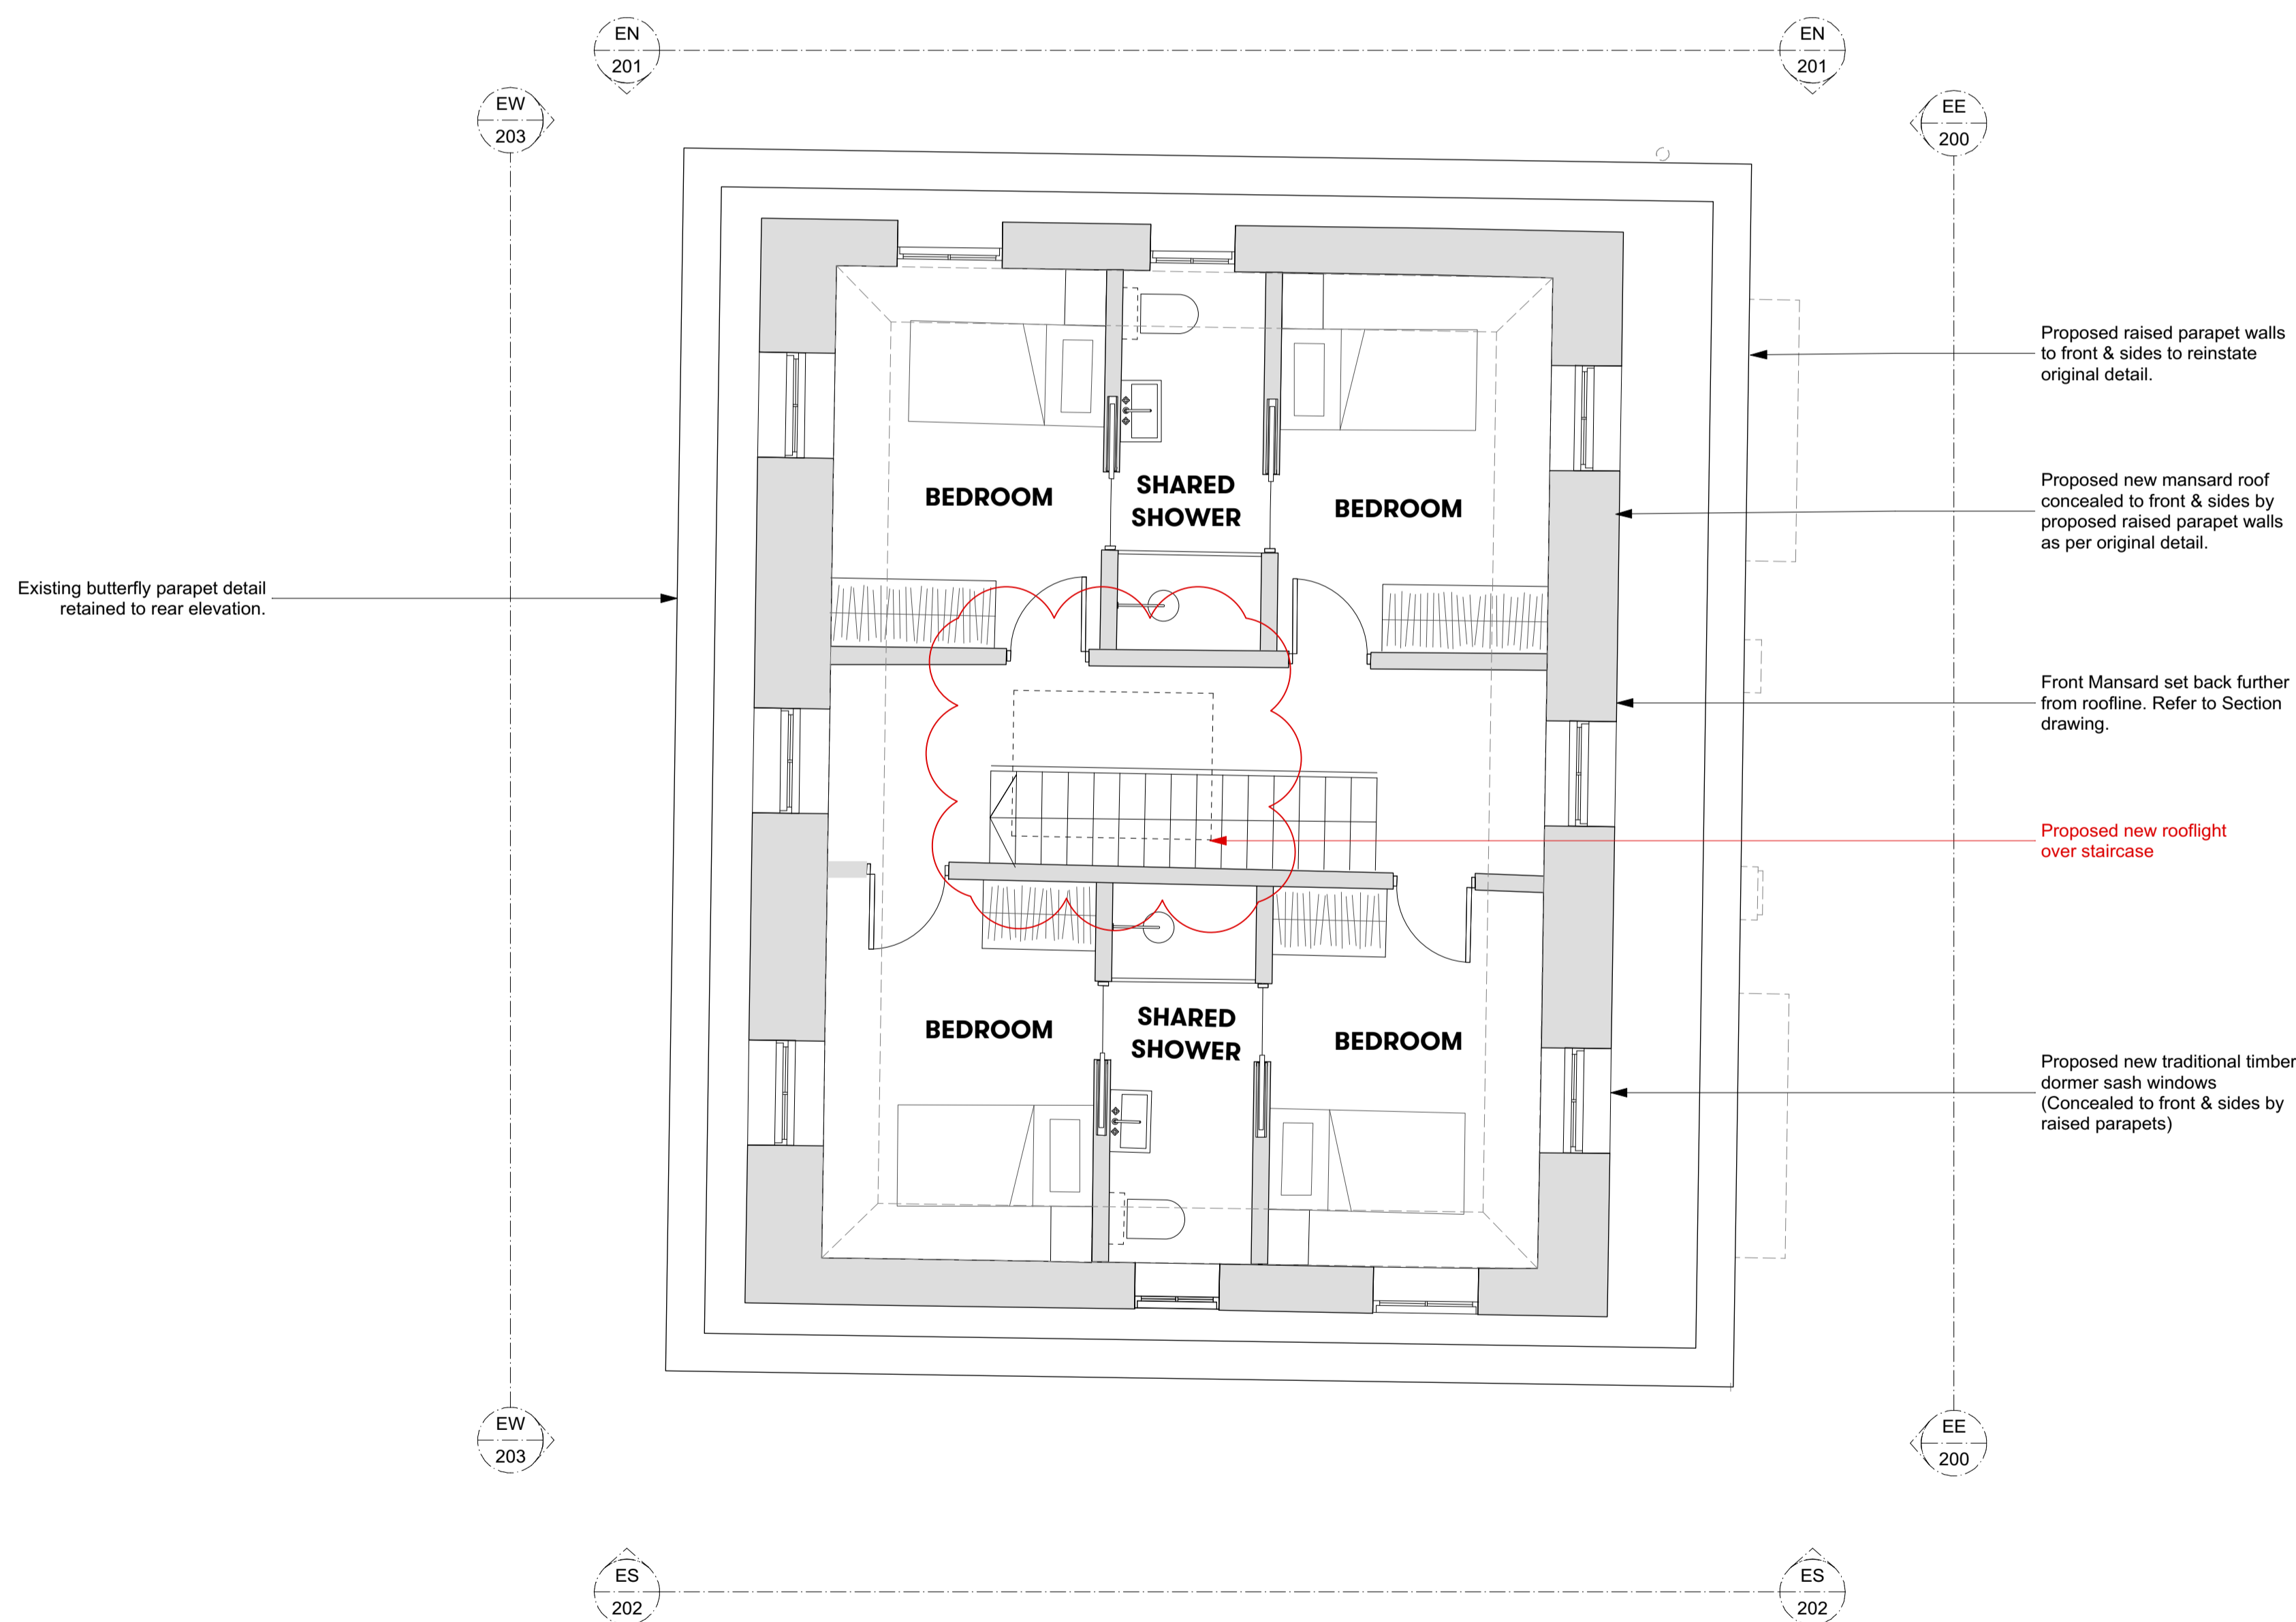 EN
201
EN
201
EW
203
EE
200
Proposed raised parapet walls
to front & sides to reinstate
original detail.
BEDROOM
SHARED
SHOWER
BEDROOM
Proposed new mansard roof
concealed to front & sides by
proposed raised parapet walls
as per original detail.
Existing butterfly parapet detail
retained to rear elevation.
Front Mansard set back further
from roofline. Refer to Section
drawing.
Proposed new rooflight
over staircase
BEDROOM
SHARED
SHOWER
BEDROOM
Proposed new traditional timber
dormer sash windows
(Concealed to front & sides by
raised parapets)
EW
203
EE
200
ES
202
ES
202